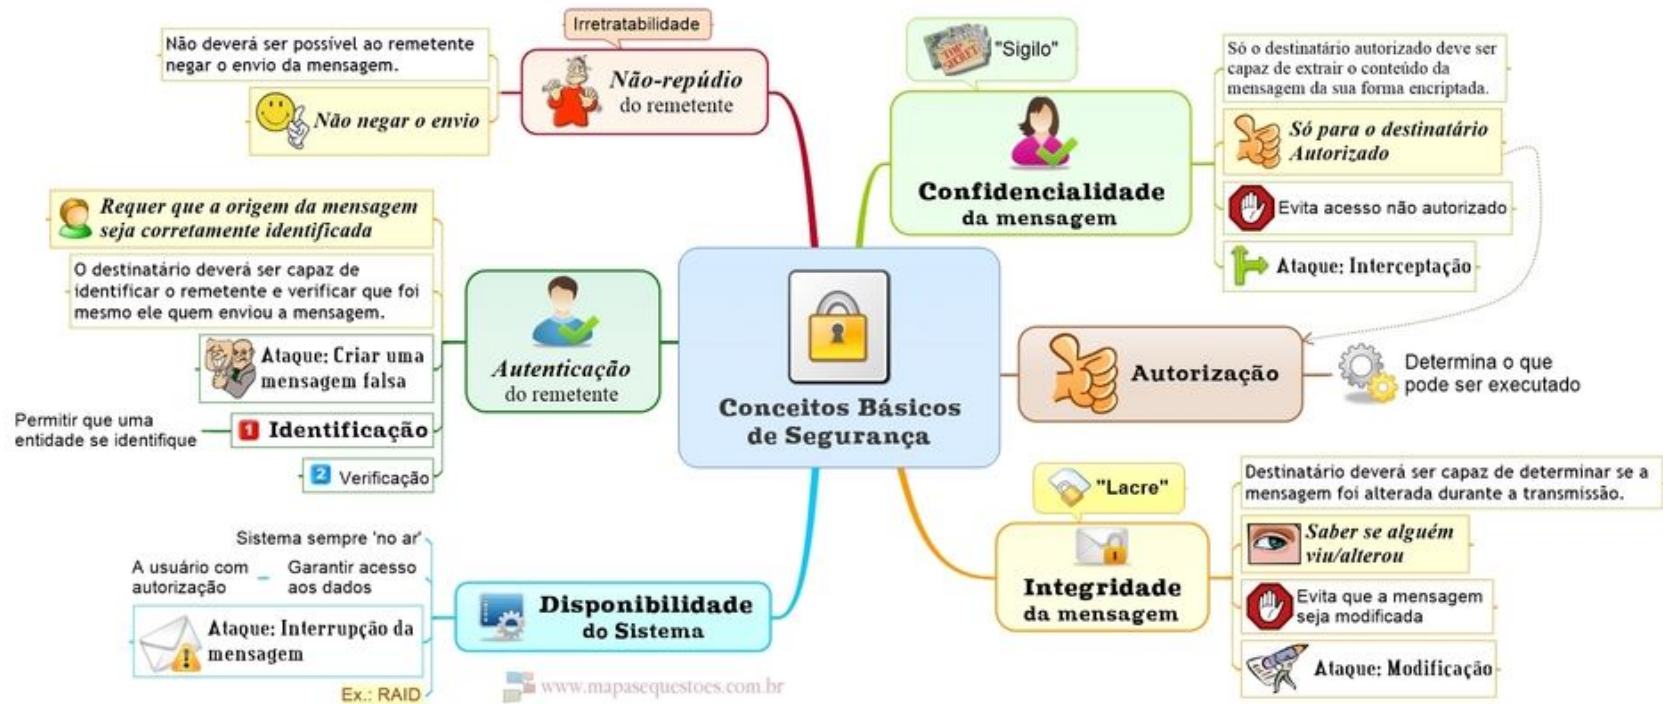 Conceitos Básicos
de Segurança
Irretratabilidade
Não-repúdio
do remetente
Não deverá ser possível ao remetente
negar o envio da mensagem.
Não negar o envio
"Sigilo"
TOP
SECRET
Confidencialidade
da mensagem
Só o destinatário autorizado deve ser
capaz de extrair o conteúdo da
mensagem da sua forma encriptada.
Só para o destinatário
Autorizado
Evita acesso não autorizado
Ataque: Interceptação
Autenticação
do remetente
Requer que a origem da mensagem
seja corretamente identificada
O destinatário deverá ser capaz de
identificar o remetente e verificar que foi
mesmo ele quem enviou a mensagem.
Ataque: Criar uma
mensagem falsa
1 Identificação
Permitir que uma
entidade se identifique
2 Verificação
Autorização
Determina o que
pode ser executado
Disponibilidade
do Sistema
Sistema sempre 'no ar'
Garantir acesso
aos dados
A usuário com
autorização
Ataque: Interrupção da
mensagem
Ex.: RAID
"Lacre"
Integridade
da mensagem
Destinatário deverá ser capaz de determinar se a
mensagem foi alterada durante a transmissão.
Saber se alguém
viu/alterou
Evita que a mensagem
seja modificada
Ataque: Modificação
www.mapasequestoes.com.br